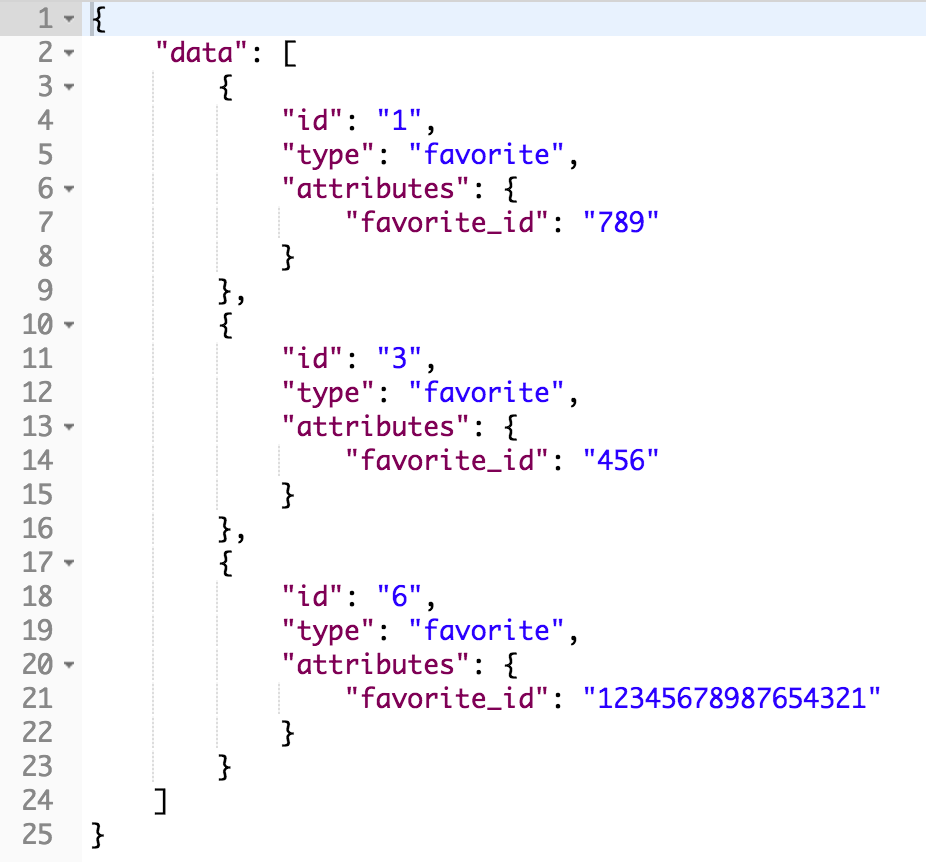 1 {
2     "data": [
3         {
4             "id": "1",
5             "type": "favorite",
6             "attributes": {
7                 "favorite_id": "789"
8             }
9         },
10         {
11             "id": "3",
12             "type": "favorite",
13             "attributes": {
14                 "favorite_id": "456"
15             }
16         },
17         {
18             "id": "6",
19             "type": "favorite",
20             "attributes": {
21                 "favorite_id": "12345678987654321"
22             }
23         }
24     ]
25 }